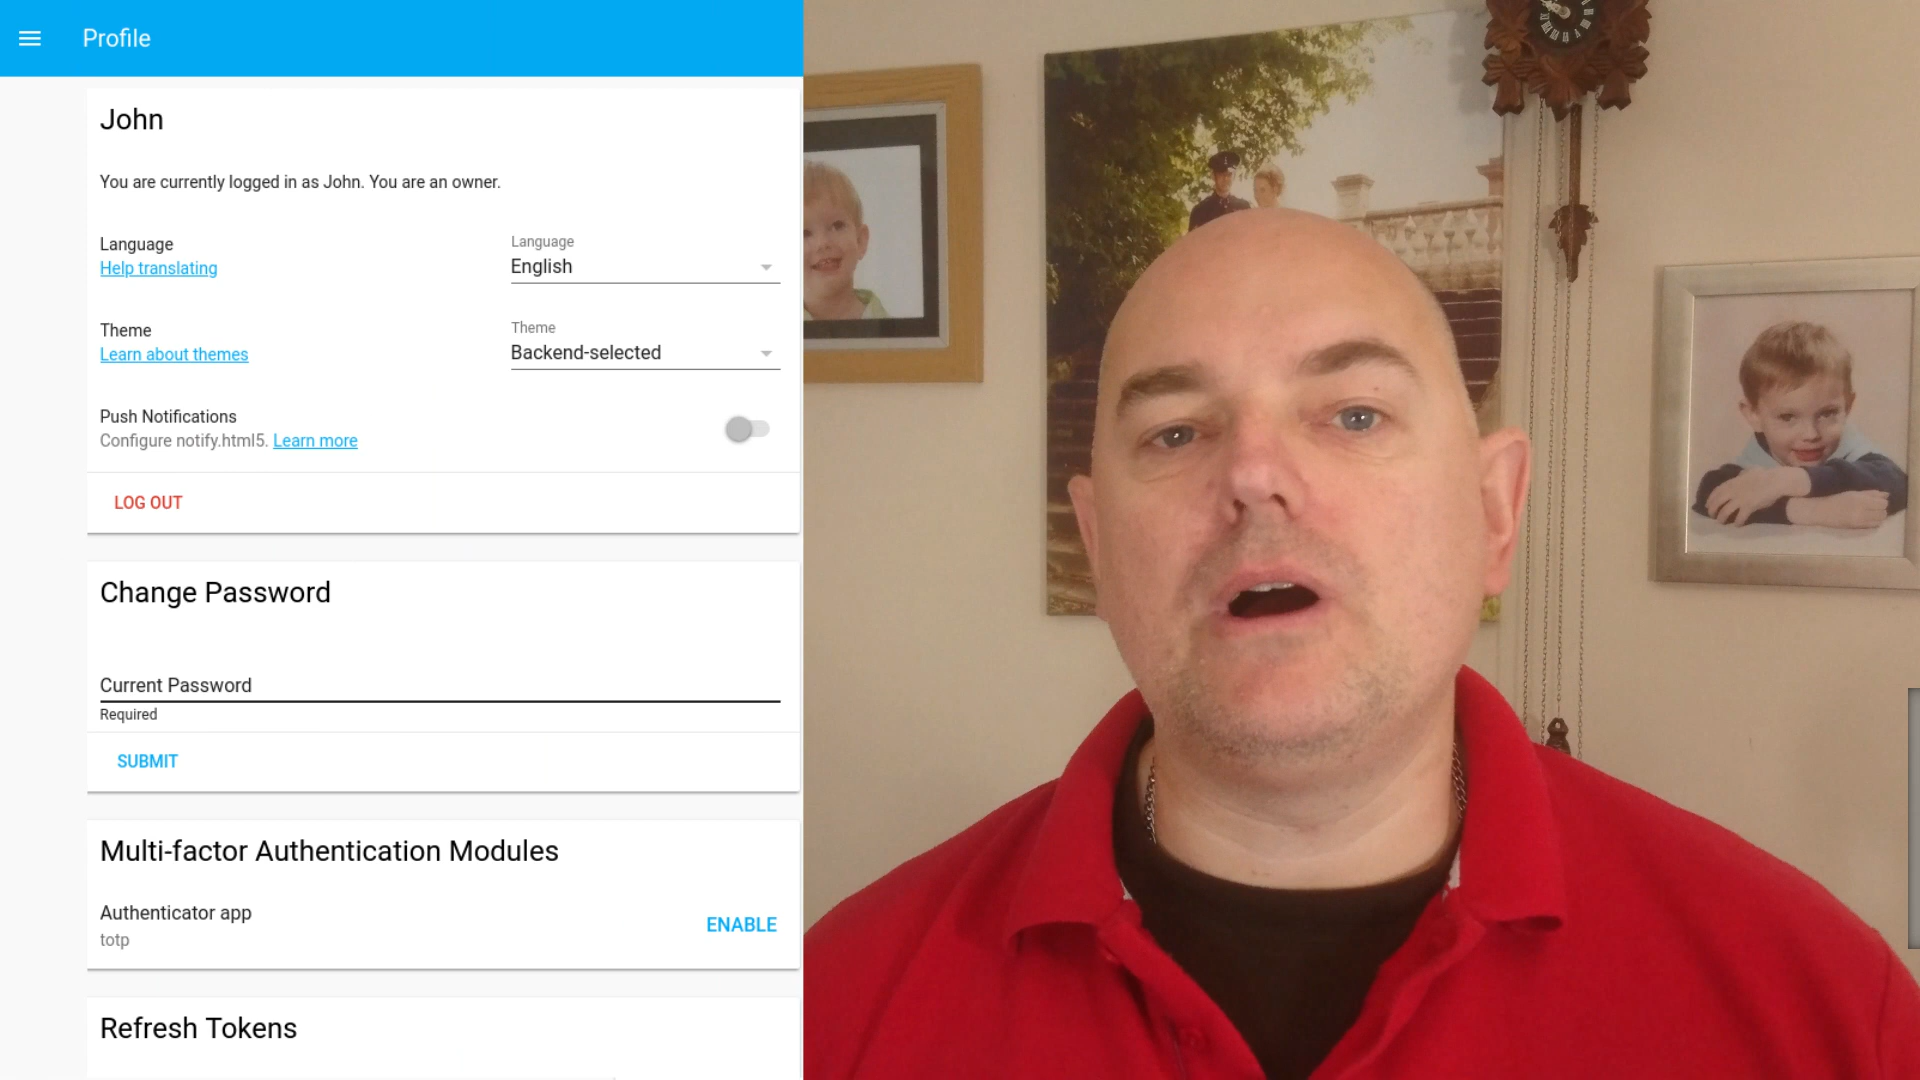 Profile
John
You are currently logged in as John. You are an owner.
Language
Help translating
Language
English
Theme
Learn about themes
Theme
Backend-selected
Push Notifications
Configure notify.html5. Learn more
LOG OUT
Change Password
Current Password
Required
SUBMIT
Multi-factor Authentication Modules
Authenticator app
totp
ENABLE
Refresh Tokens